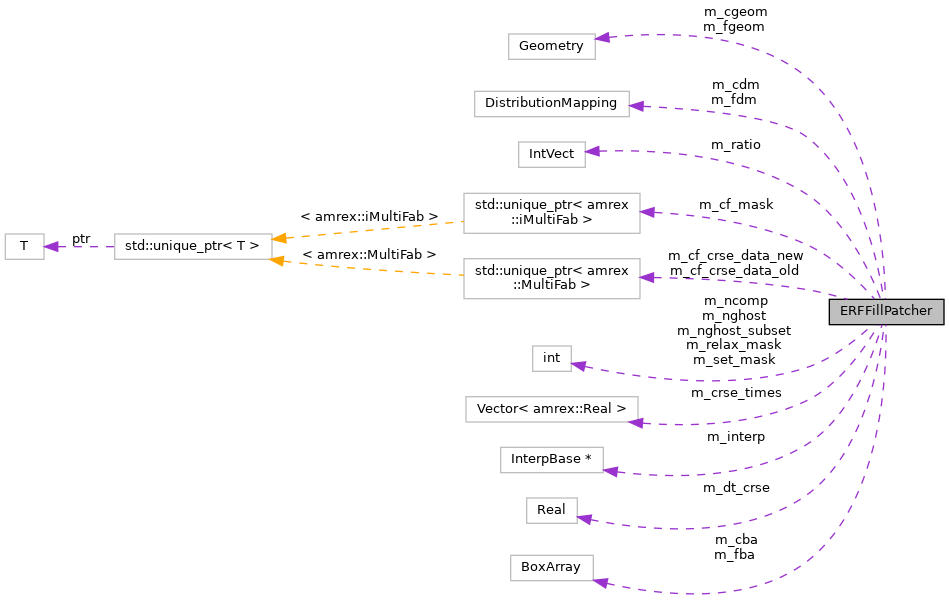 m_cgeom
m_fgeom
Geometry
m_cdm
m_fdm
DistributionMapping
m_ratio
IntVect
std::unique_ptr< amrex
::iMultiFab >
m_cf_mask
< amrex::iMultiFab >
T
ptr
std::unique_ptr< T >
< amrex::MultiFab >
std::unique_ptr< amrex
::MultiFab >
m_cf_crse_data_new
m_cf_crse_data_old
ERFFillPatcher
m_ncomp
m_nghost
m_nghost_subset
m_relax_mask
m_set_mask
int
m_crse_times
Vector< amrex::Real >
m_interp
InterpBase *
m_dt_crse
Real
m_cba
m_fba
BoxArray